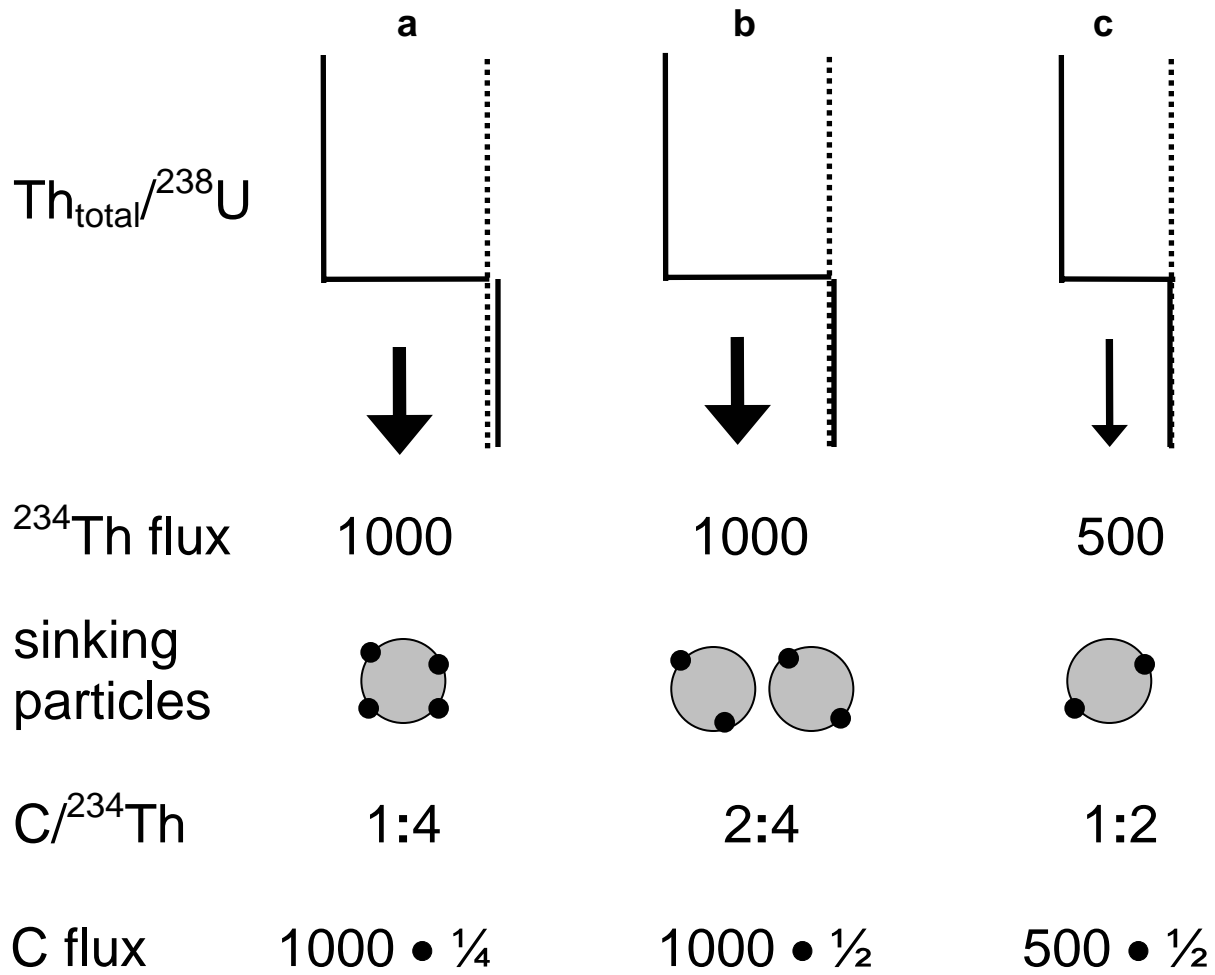 a b c
Th_total/²³⁸U
²³⁴Th flux 1000 1000 500
sinking
particles
C/²³⁴Th 1:4 2:4 1:2
C flux 1000 • ¼ 1000 • ½ 500 • ½